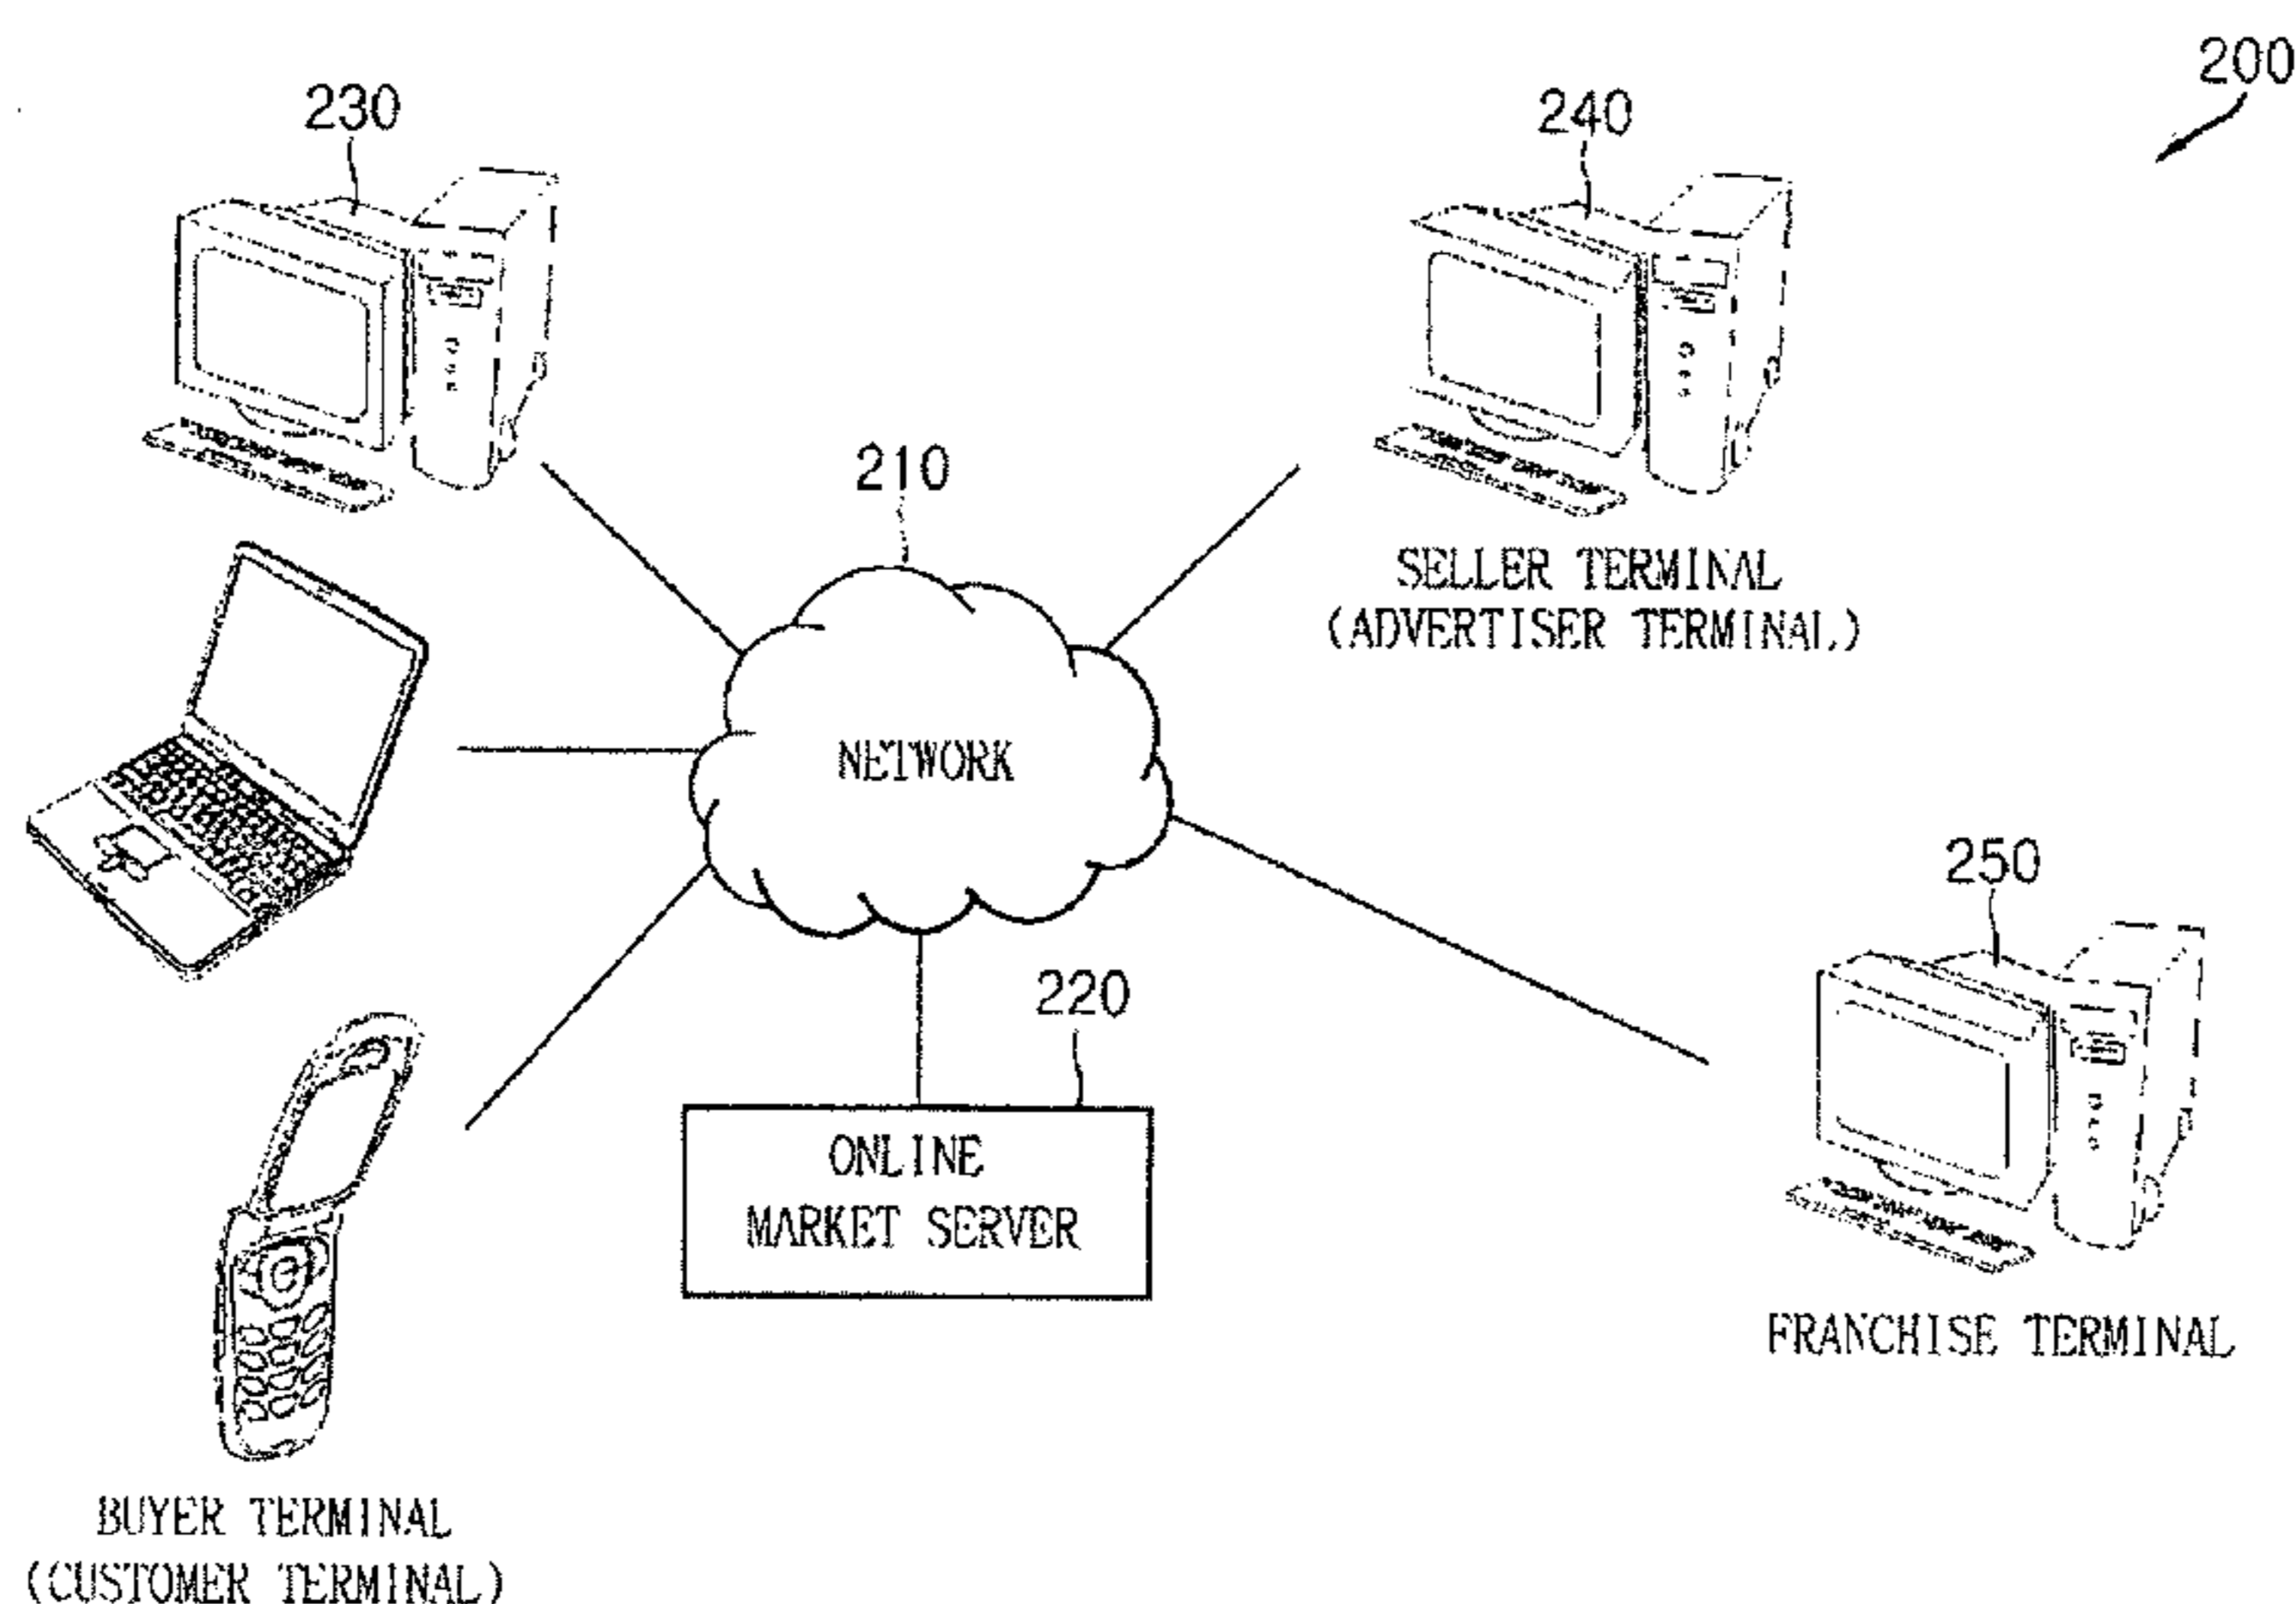 200
230
240
210
SELLER TERMINAL
(ADVERTISER TERMINAL)
NETWORK
250
220
ONLINE
MARKET SERVER
FRANCHISE TERMINAL
BUYER TERMINAL
(CUSTOMER TERMINAL)